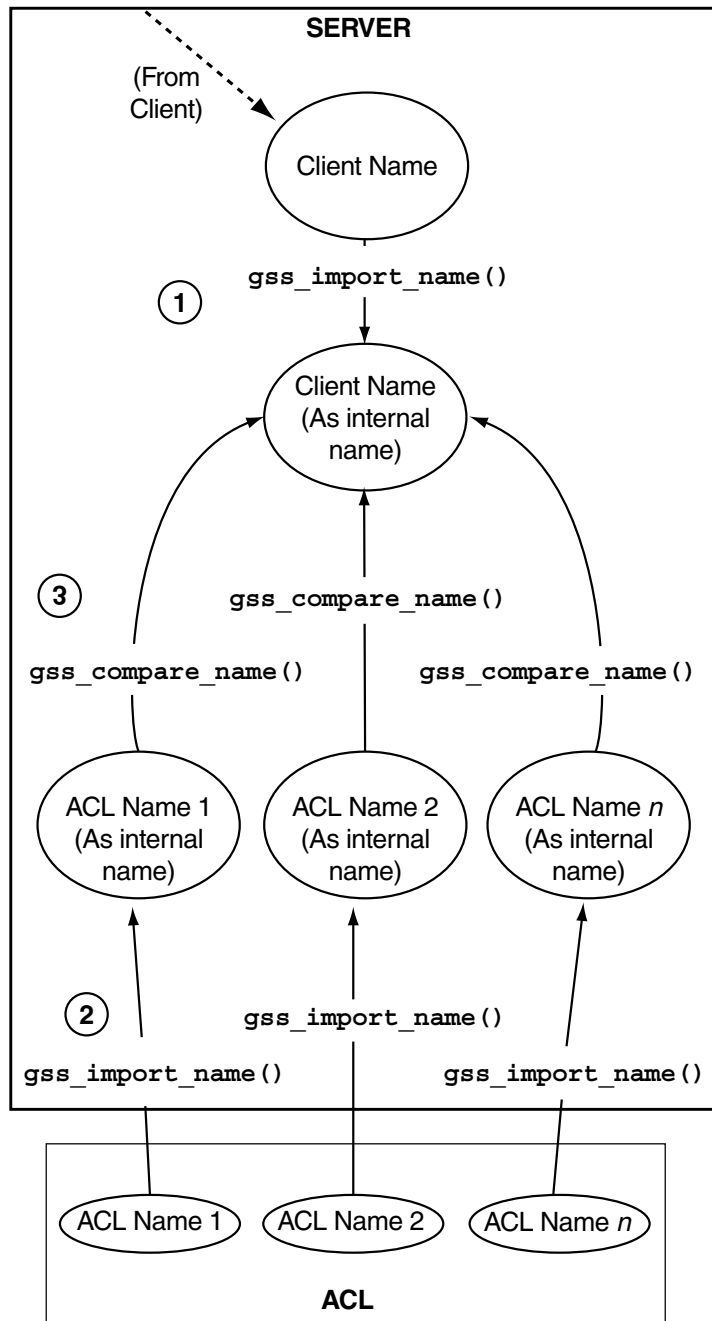 SERVER
(From
Client)
Client Name
gss_import_name()
1
Client Name
(As internal
name)
3
gss_compare_name()
gss_compare_name()
gss_compare_name()
ACL Name 1
(As internal
name)
ACL Name 2
(As internal
name)
ACL Name n
(As internal
name)
2
gss_import_name()
gss_import_name()
gss_import_name()
ACL Name 1
ACL Name 2
ACL Name n
ACL